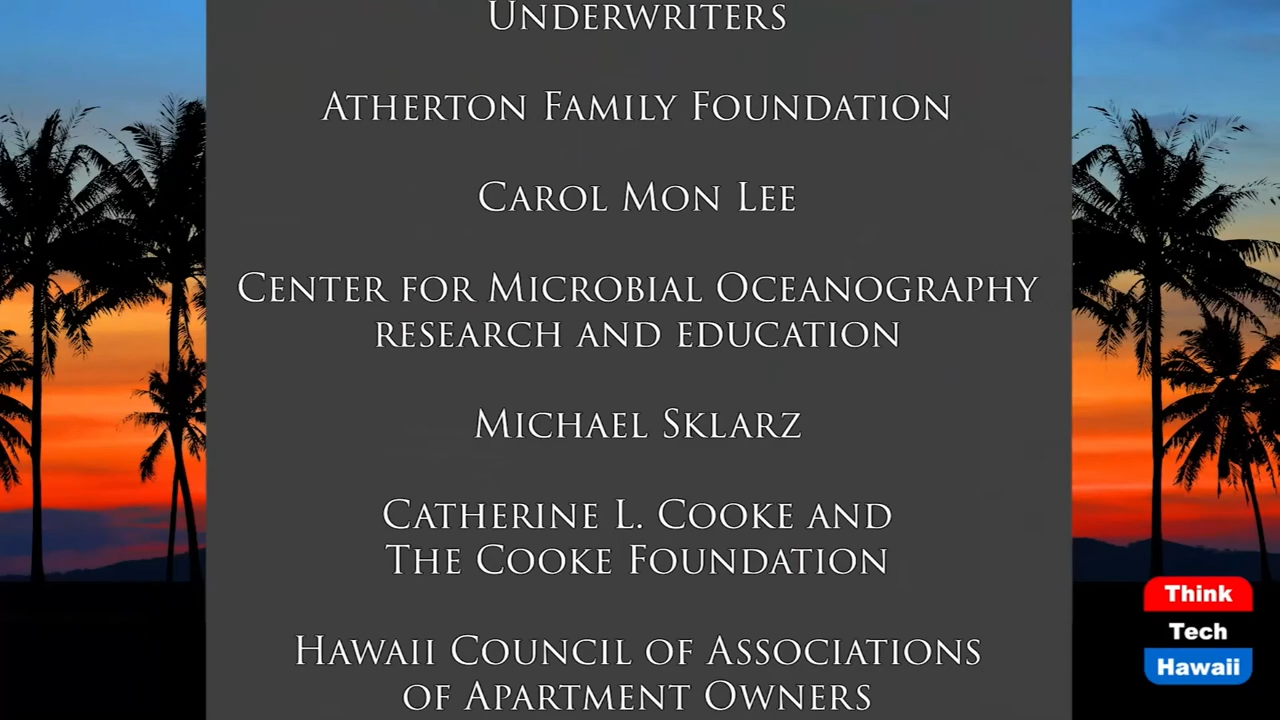 Underwriters
Atherton Family Foundation
Carol Mon Lee
Center for Microbial Oceanography
research and education
Michael Sklarz
Catherine L. Cooke and
The Cooke Foundation
Hawaii Council of Associations
of Apartment Owners
Think
Tech
Hawaii